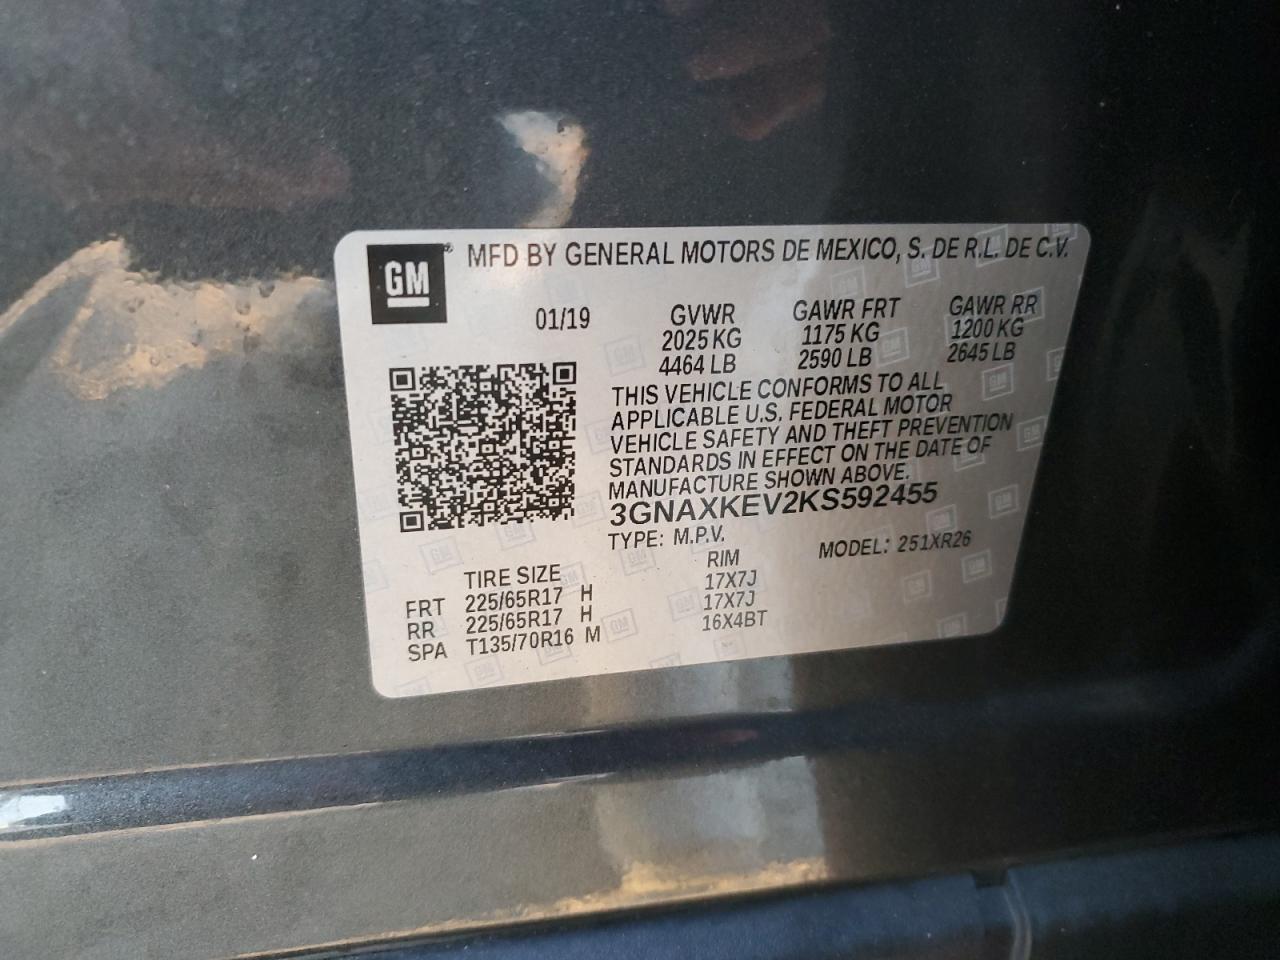 GM
MFD BY GENERAL MOTORS DE MEXICO, S. DE R.L. DE C.V.
01/19 GVWR GAWR FRT GAWR RR
2025 KG 1175 KG 1200 KG
4464 LB 2590 LB 2645 LB
THIS VEHICLE CONFORMS TO ALL
APPLICABLE U.S. FEDERAL MOTOR
VEHICLE SAFETY AND THEFT PREVENTION
STANDARDS IN EFFECT ON THE DATE OF
MANUFACTURE SHOWN ABOVE.
3GNAXKEV2KS592455
TYPE: M.P.V. MODEL: 251XR26
TIRE SIZE RIM
FRT 225/65R17 H 17X7J
RR 225/65R17 H 17X7J
SPA T135/70R16 M 16X4BT